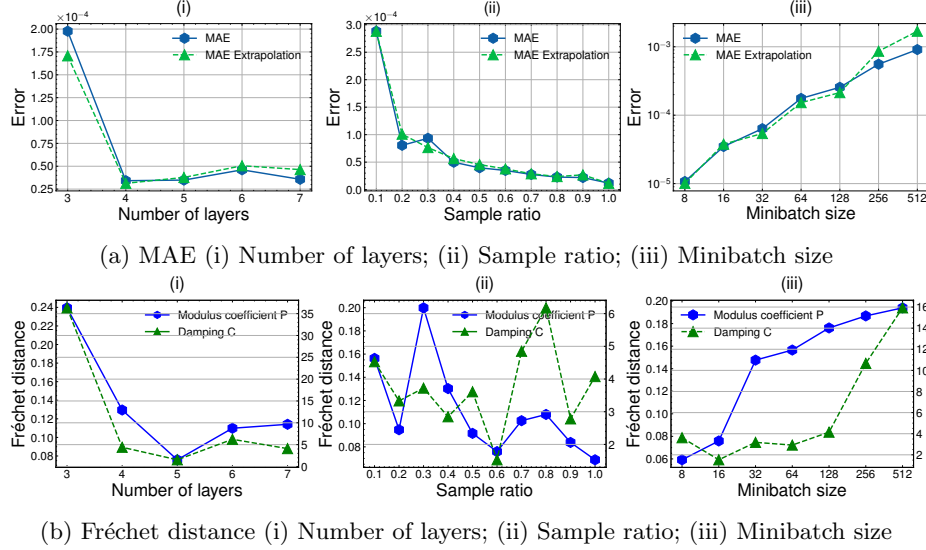 (i)
(ii)
(iii)
×10⁻⁴
2.00
1.75
1.50
1.25
1.00
0.75
0.50
0.25
Error
MAE
MAE Extrapolation
3 4 5 6 7
Number of layers
×10⁻⁴
3.0
2.5
2.0
1.5
1.0
0.5
0.0
Error
MAE
MAE Extrapolation
0.1 0.2 0.3 0.4 0.5 0.6 0.7 0.8 0.9 1.0
Sample ratio
10⁻³
10⁻⁴
10⁻⁵
Error
MAE
MAE Extrapolation
8 16 32 64 128 256 512
Minibatch size
(a) MAE (i) Number of layers; (ii) Sample ratio; (iii) Minibatch size
(i)
(ii)
(iii)
0.24
0.22
0.20
0.18
0.16
0.14
0.12
0.10
0.08
Fréchet distance
Modulus coefficient P
Damping C
35
30
25
20
15
10
5
0
3 4 5 6 7
Number of layers
0.20
0.18
0.16
0.14
0.12
0.10
0.08
Fréchet distance
Modulus coefficient P
Damping C
6
5
4
3
2
0.1 0.2 0.3 0.4 0.5 0.6 0.7 0.8 0.9 1.0
Sample ratio
0.20
0.18
0.16
0.14
0.12
0.10
0.08
0.06
Fréchet distance
Modulus coefficient P
Damping C
16
14
12
10
8
6
4
2
8 16 32 64 128 256 512
Minibatch size
(b) Fréchet distance (i) Number of layers; (ii) Sample ratio; (iii) Minibatch size